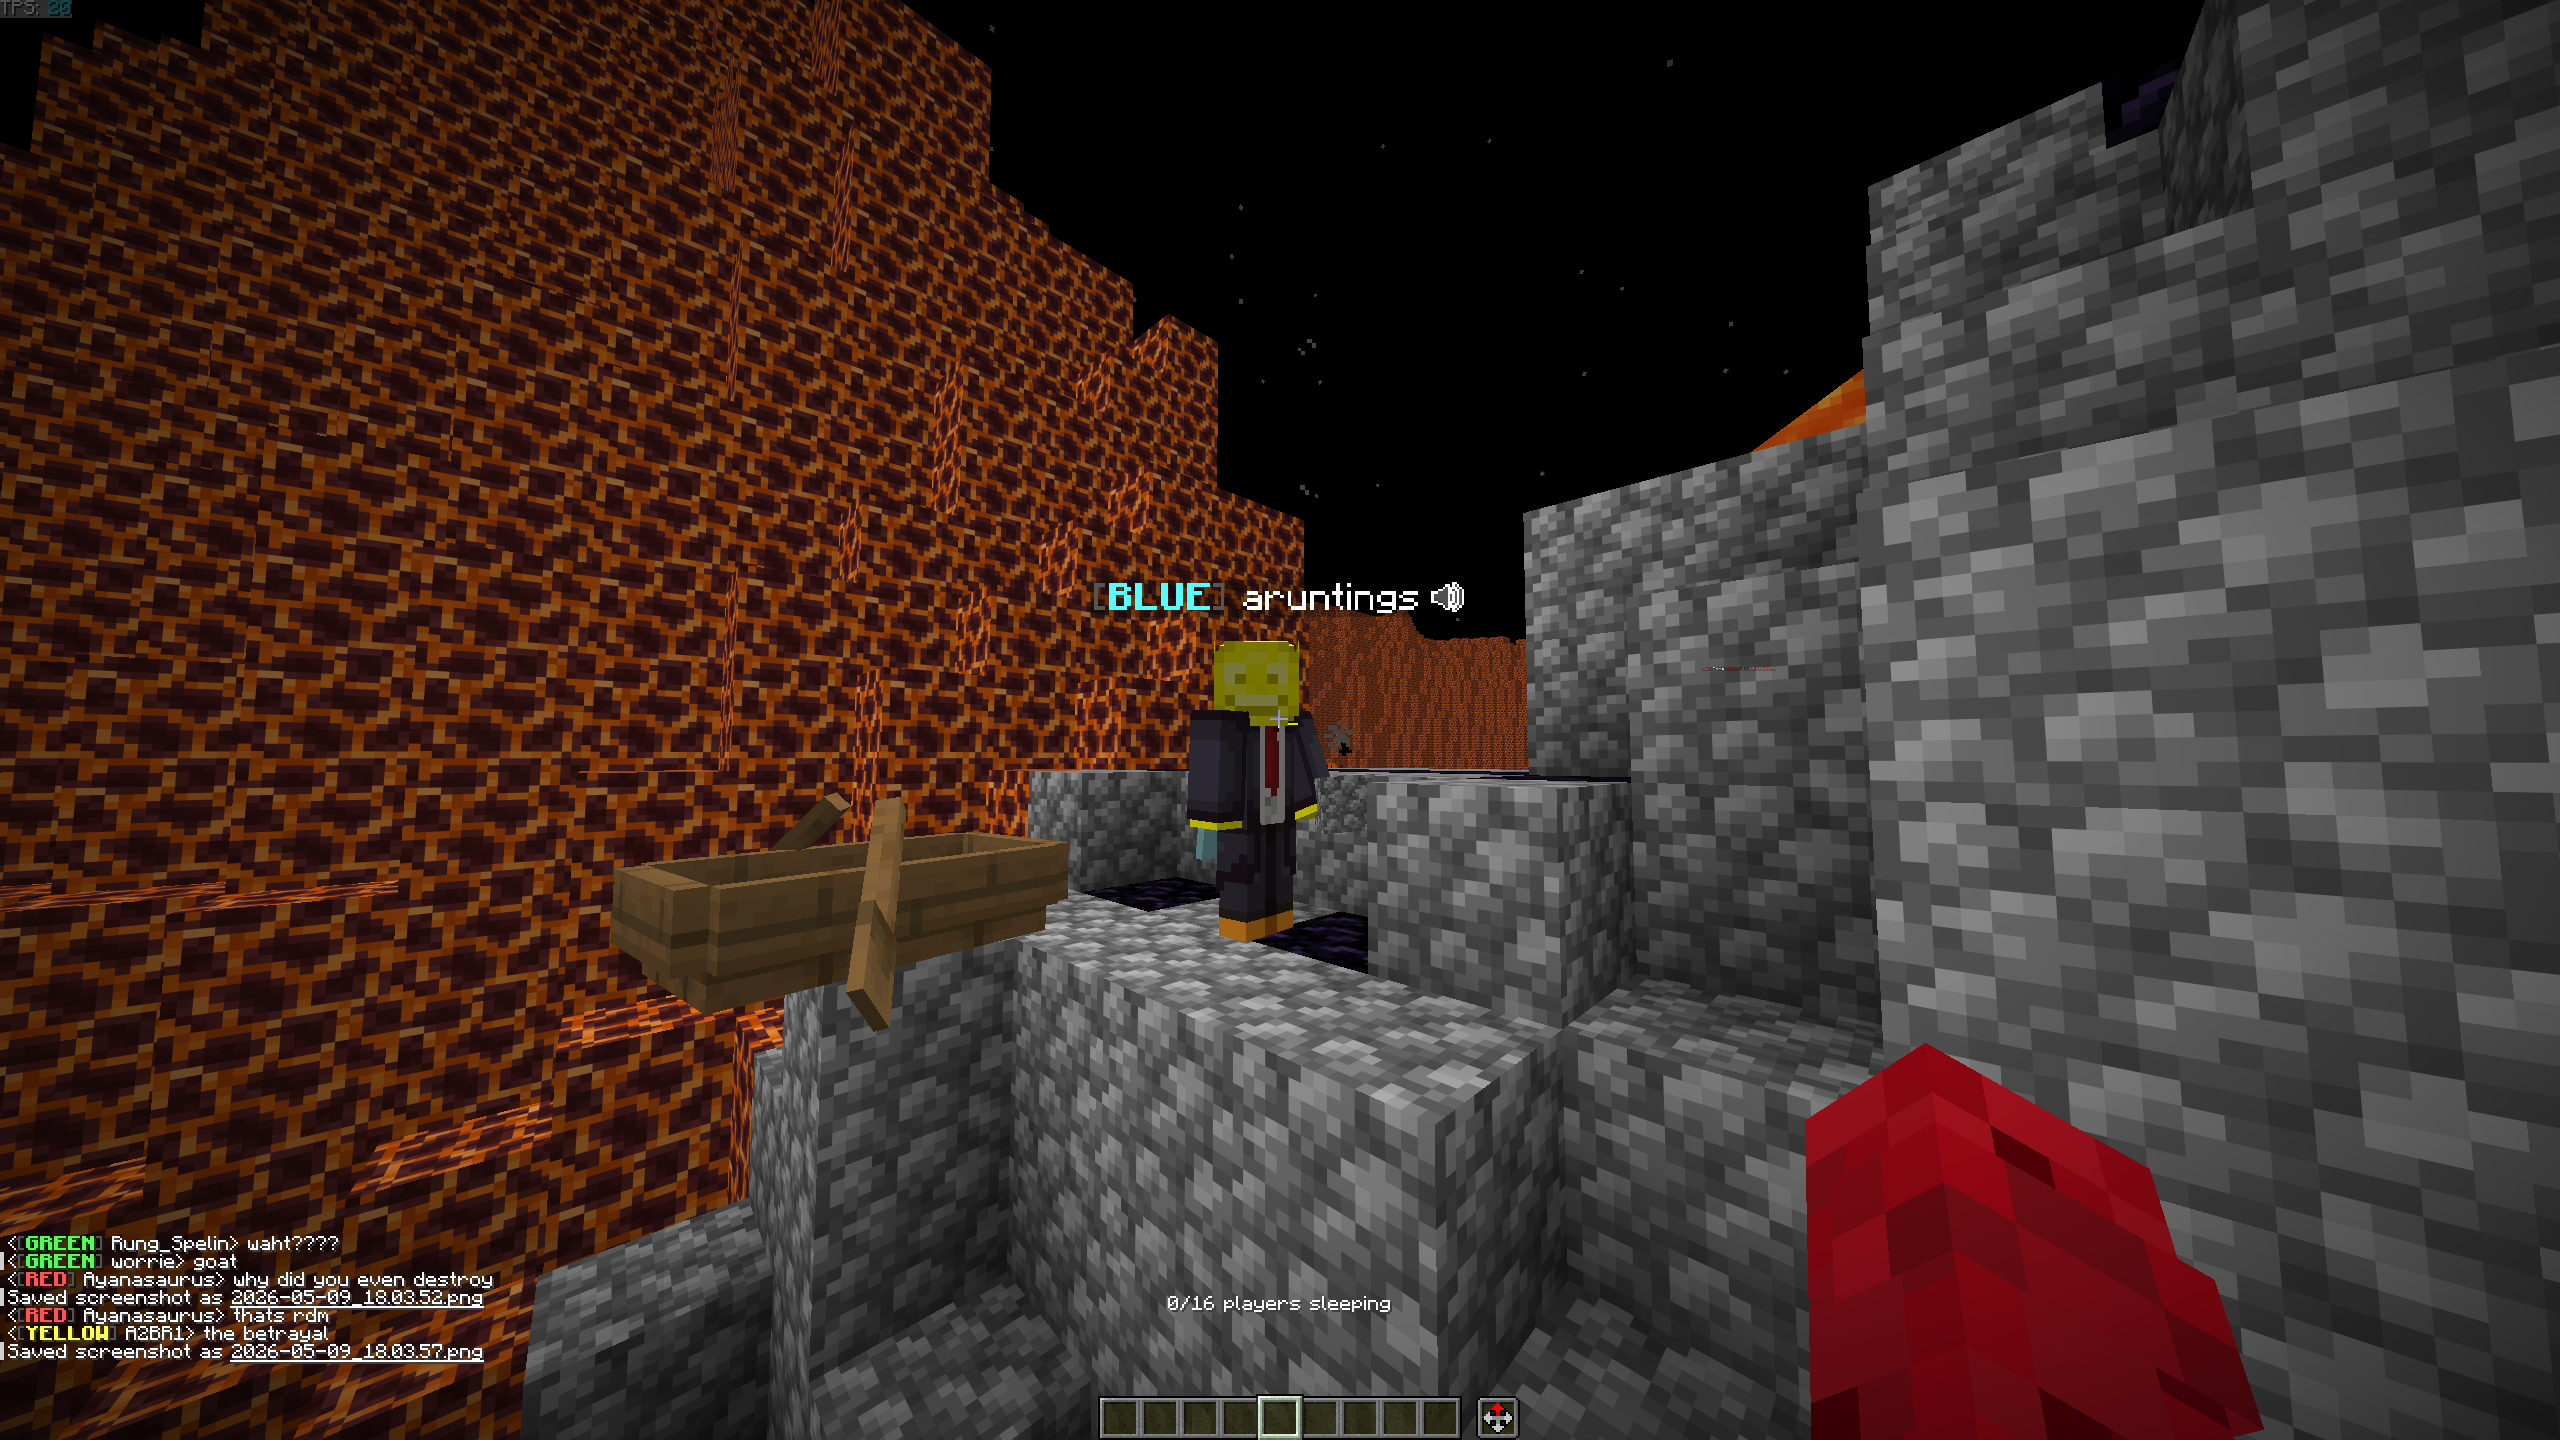 TPS: 20
[BLUE] aruntings
<[GREEN] Rung_Spelin> waht????
<[GREEN] worrie> goat
<[RED] Ayanasaurus> why did you even destroy
Saved screenshot as 2026-05-09_18.03.52.png
<[RED] Ayanasaurus> thats rdm
<[YELLOW] A2BR1> the betrayal
Saved screenshot as 2026-05-09_18.03.57.png
0/16 players sleeping